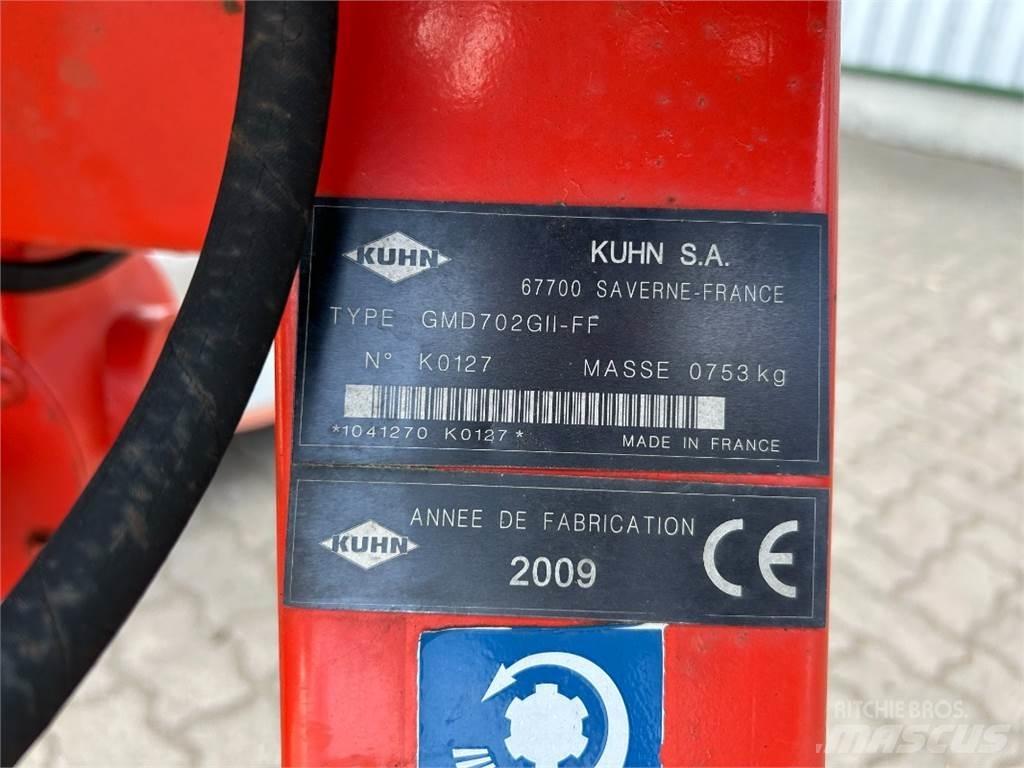 KUHN
KUHN S.A.
67700 SAVERNE-FRANCE
TYPE GMD702GII-FF
N° K0127 MASSE 0753 kg
*1041270 K0127*
MADE IN FRANCE
KUHN
ANNEE DE FABRICATION
2009
CE
RITCHIE BROS.
MASCUS